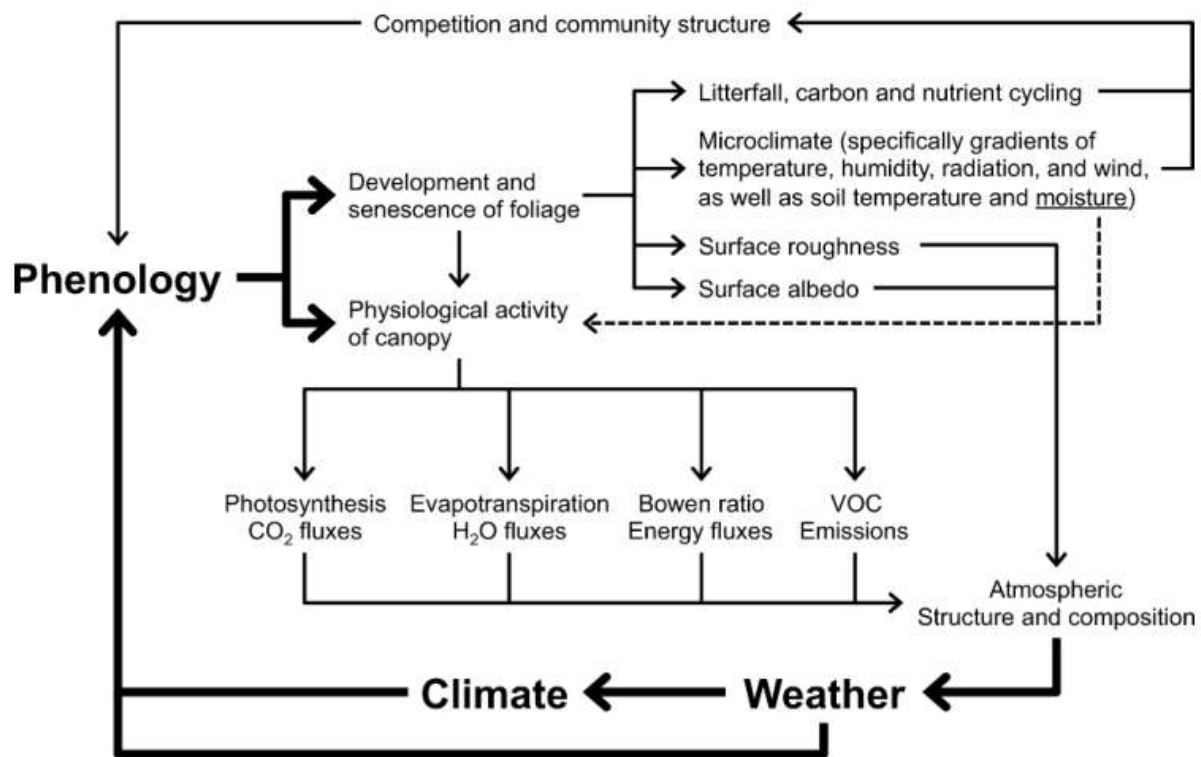 Competition and community structure
Litterfall, carbon and nutrient cycling
Microclimate (specifically gradients of
temperature, humidity, radiation, and wind,
as well as soil temperature and moisture)
Development and
senescence of foliage
Surface roughness
Phenology
Surface albedo
Physiological activity
of canopy
Photosynthesis
CO₂ fluxes
Evapotranspiration
H₂O fluxes
Bowen ratio
Energy fluxes
VOC
Emissions
Atmospheric
Structure and composition
Climate
Weather